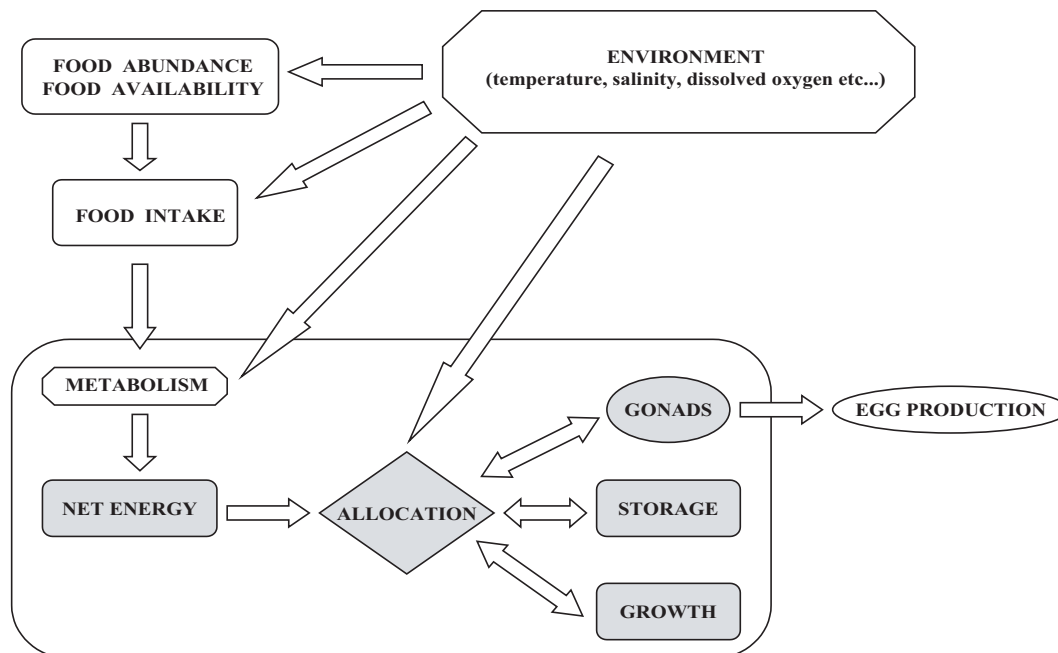 ENVIRONMENT
(temperature, salinity, dissolved oxygen etc...)
FOOD ABUNDANCE
FOOD AVAILABILITY
FOOD INTAKE
METABOLISM
GONADS
EGG PRODUCTION
NET ENERGY
ALLOCATION
STORAGE
GROWTH